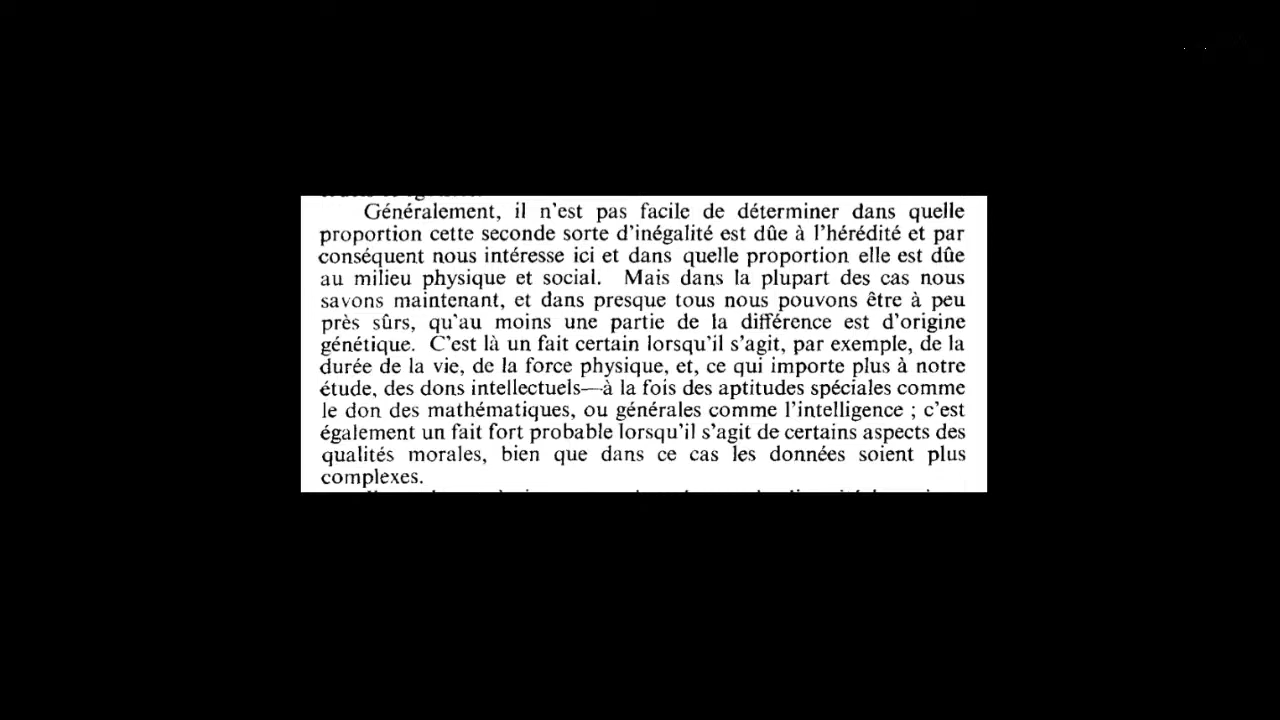 Généralement, il n'est pas facile de déterminer dans quelle
proportion cette seconde sorte d'inégalité est dûe à l'hérédité et par
conséquent nous intéresse ici et dans quelle proportion elle est dûe
au milieu physique et social. Mais dans la plupart des cas nous
savons maintenant, et dans presque tous nous pouvons être à peu
près sûrs, qu'au moins une partie de la différence est d'origine
génétique. C'est là un fait certain lorsqu'il s'agit, par exemple, de la
durée de la vie, de la force physique, et, ce qui importe plus à notre
étude, des dons intellectuels—à la fois des aptitudes spéciales comme
le don des mathématiques, ou générales comme l'intelligence ; c'est
également un fait fort probable lorsqu'il s'agit de certains aspects des
qualités morales, bien que dans ce cas les données soient plus
complexes.